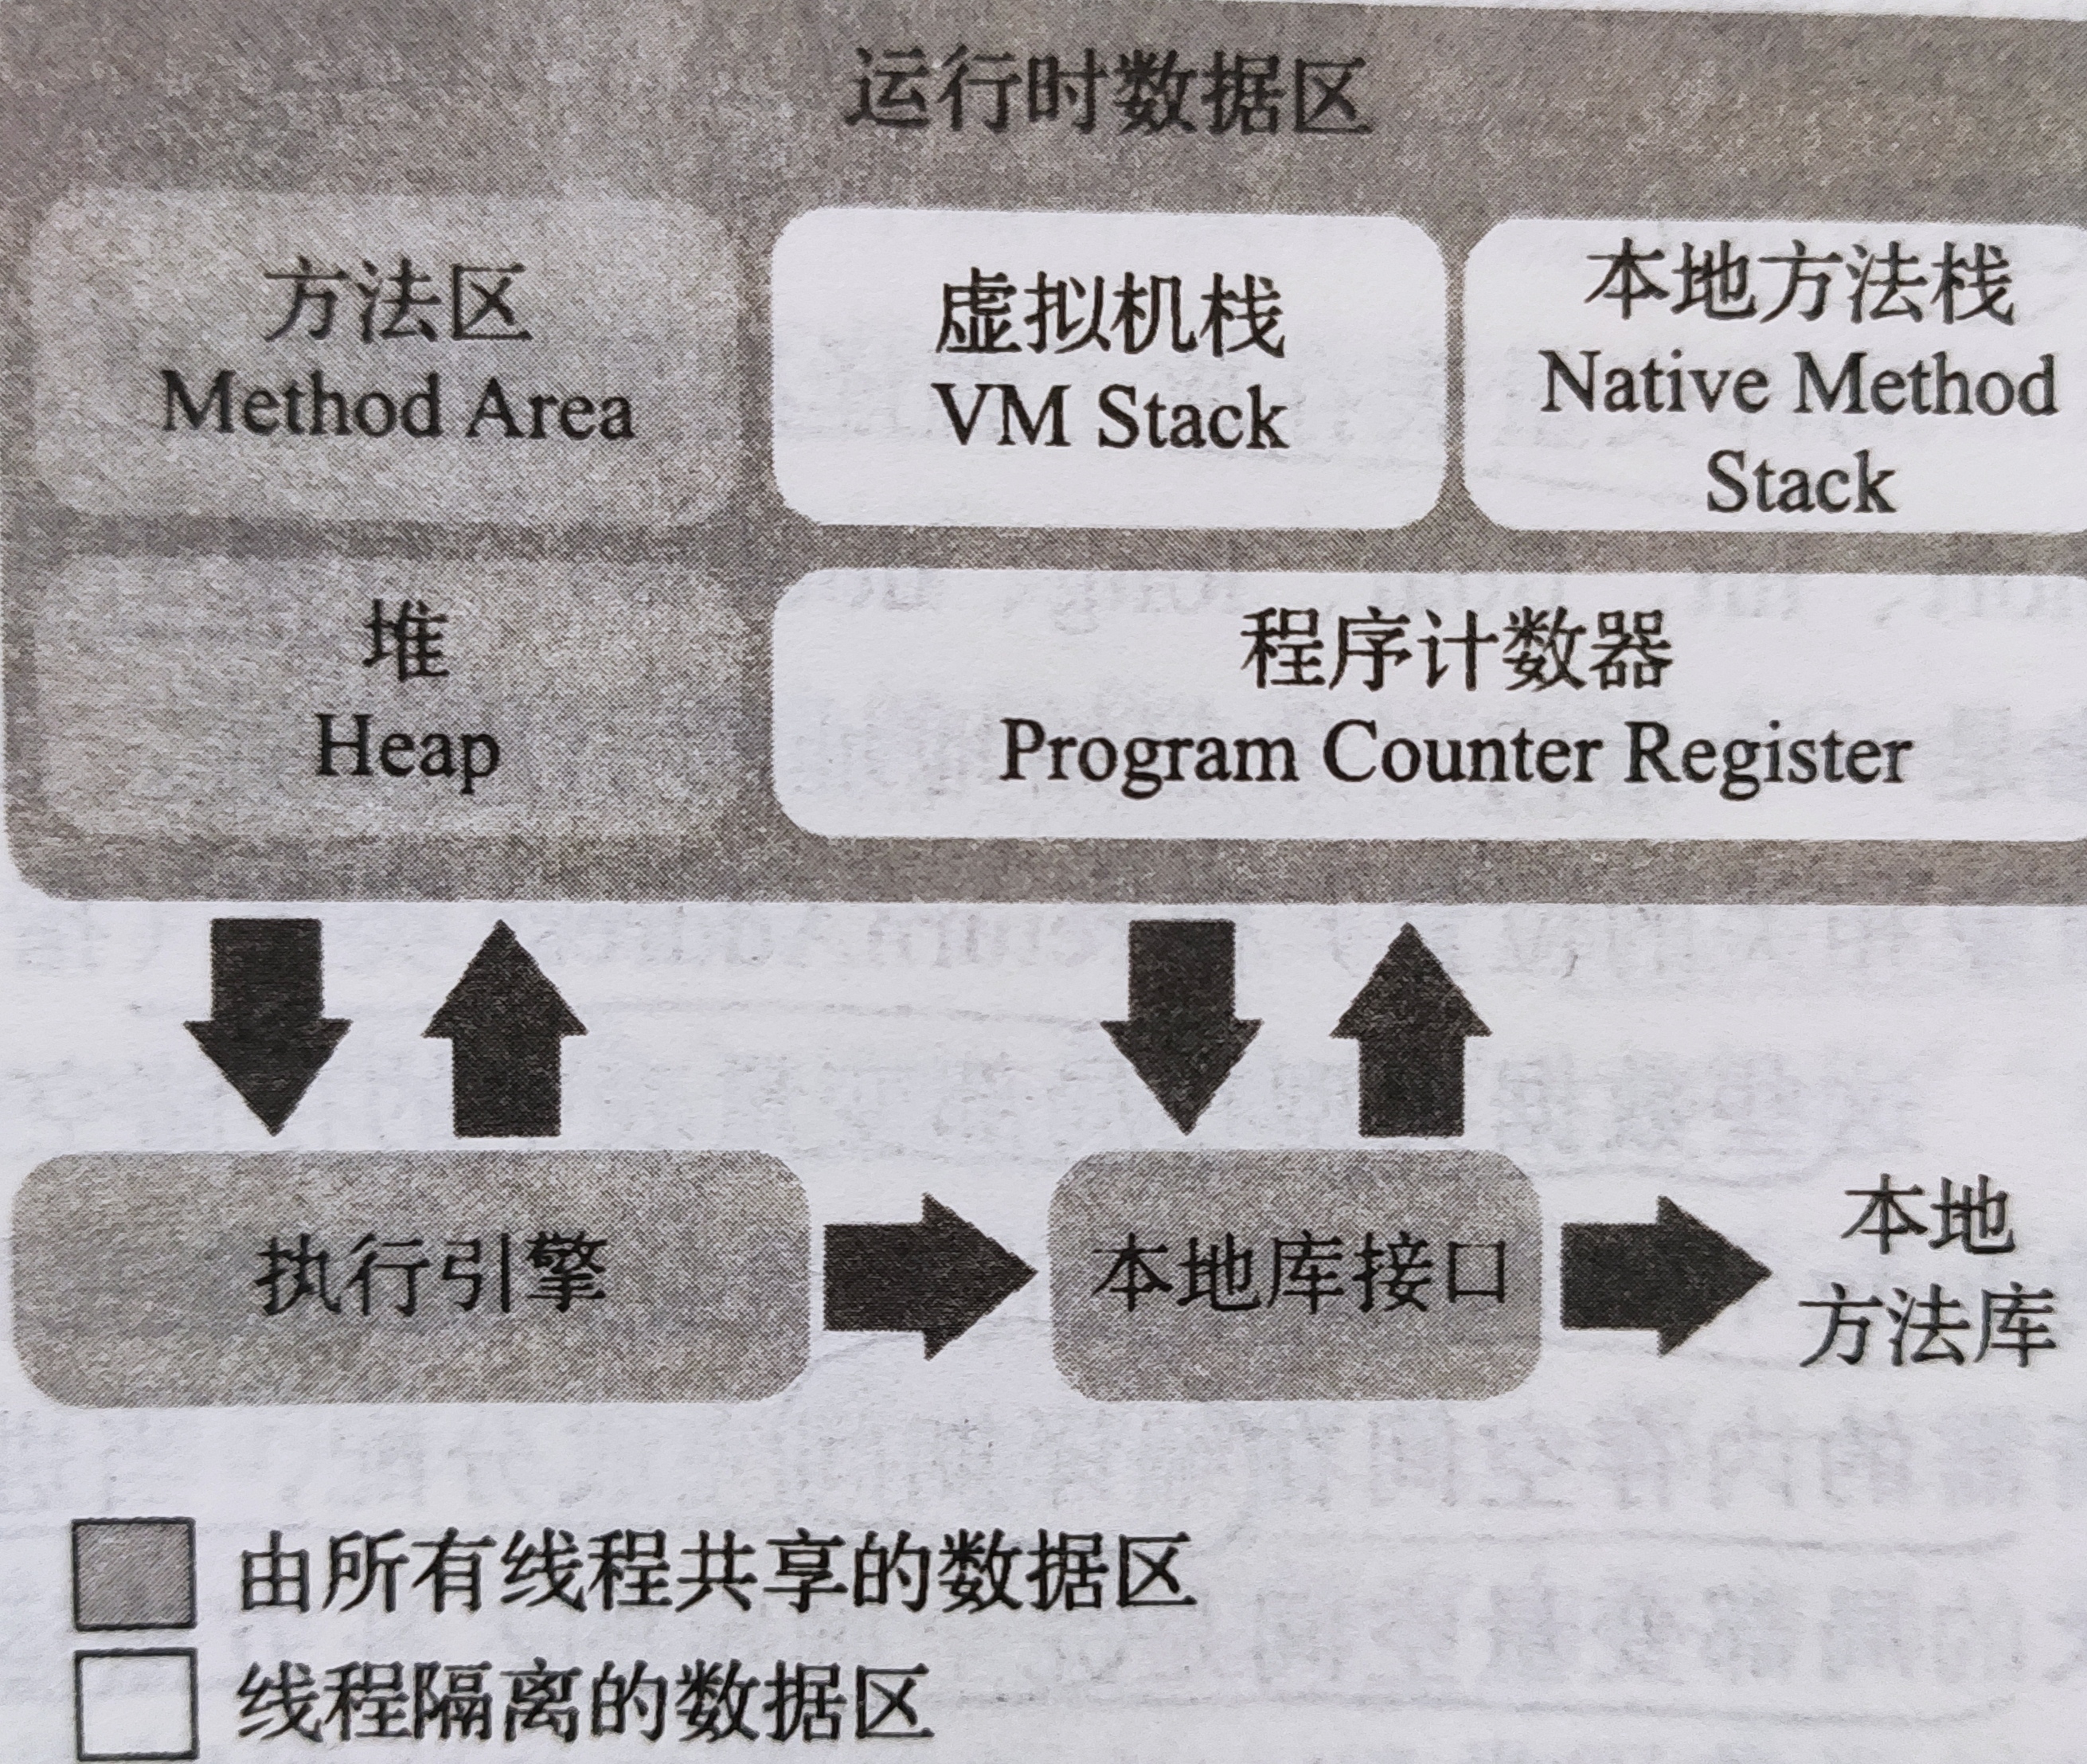 运行时数据区
方法区
Method Area
虚拟机栈
VM Stack
本地方法栈
Native Method
Stack
堆
Heap
程序计数器
Program Counter Register
执行引擎
本地库接口
本地
方法库
由所有线程共享的数据区
线程隔离的数据区